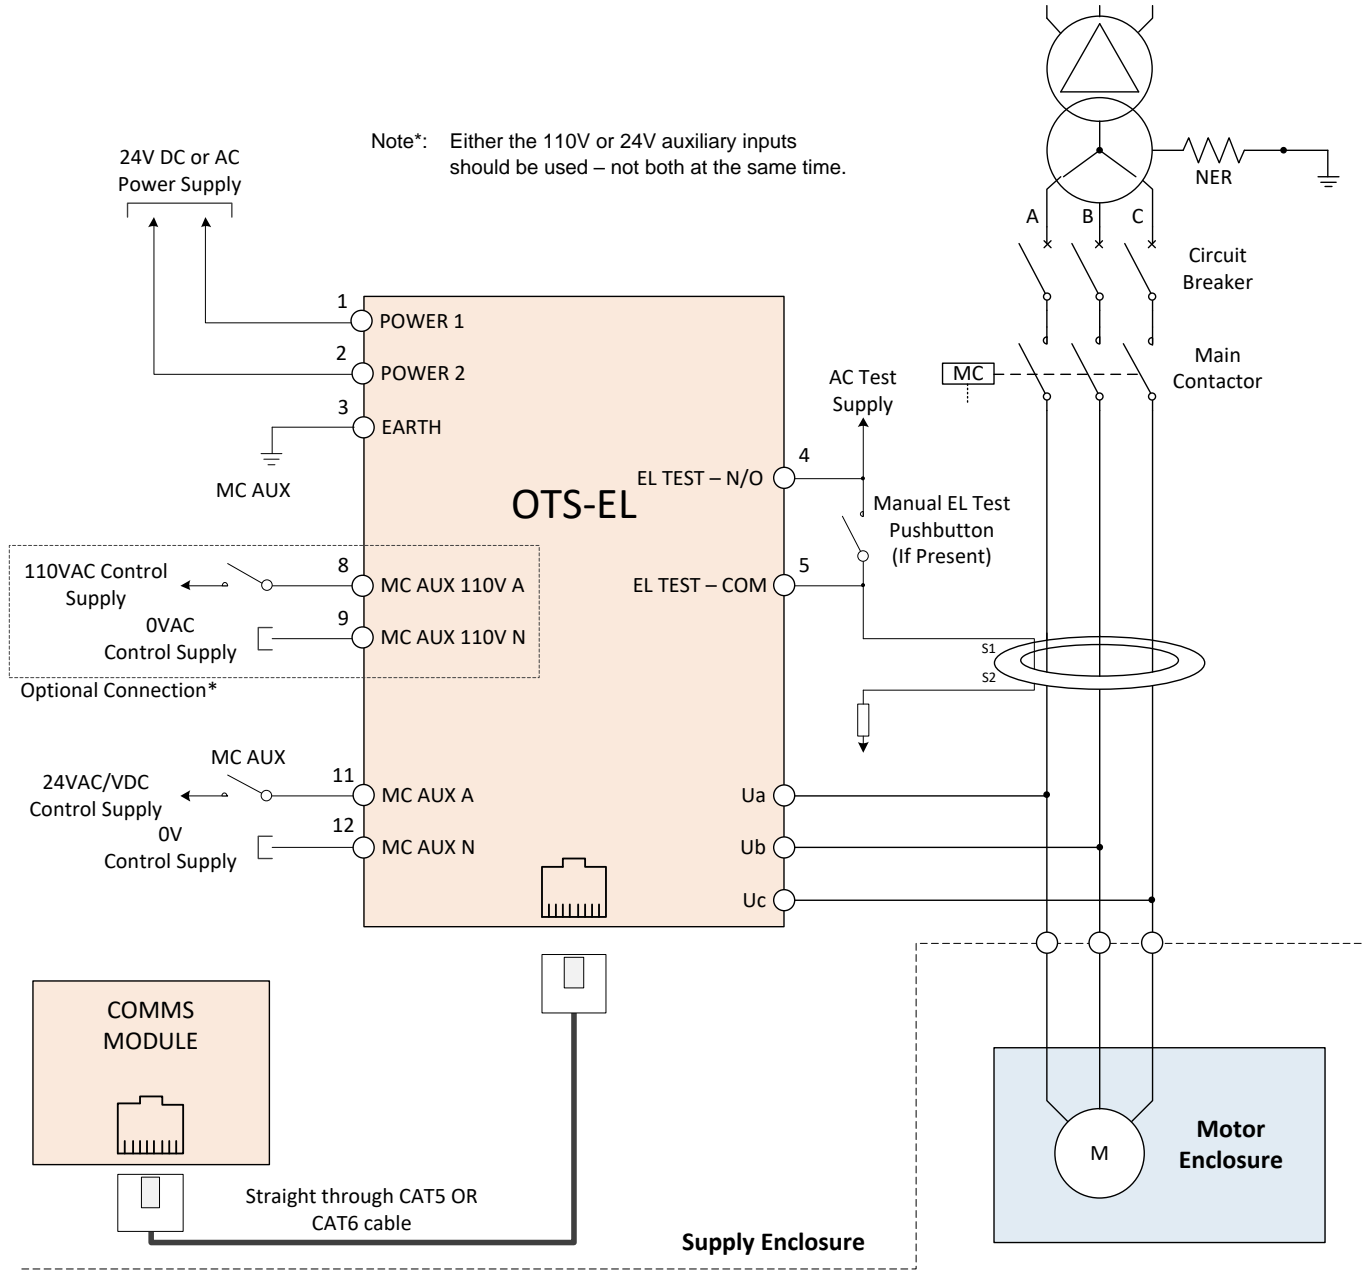 Note*: Either the 110V or 24V auxiliary inputs
should be used – not both at the same time.
24V DC or AC
Power Supply
NER
A
B
C
Circuit
Breaker
Main
Contactor
MC
1
POWER 1
2
POWER 2
3
EARTH
MC AUX
OTS-EL
AC Test
Supply
4
EL TEST – N/O
Manual EL Test
Pushbutton
(If Present)
5
EL TEST – COM
110VAC Control
Supply
8
MC AUX 110V A
0VAC
Control Supply
9
MC AUX 110V N
Optional Connection*
S1
S2
MC AUX
24VAC/VDC
Control Supply
11
MC AUX A
0V
Control Supply
12
MC AUX N
Ua
Ub
Uc
COMMS
MODULE
Straight through CAT5 OR
CAT6 cable
M
Motor
Enclosure
Supply Enclosure